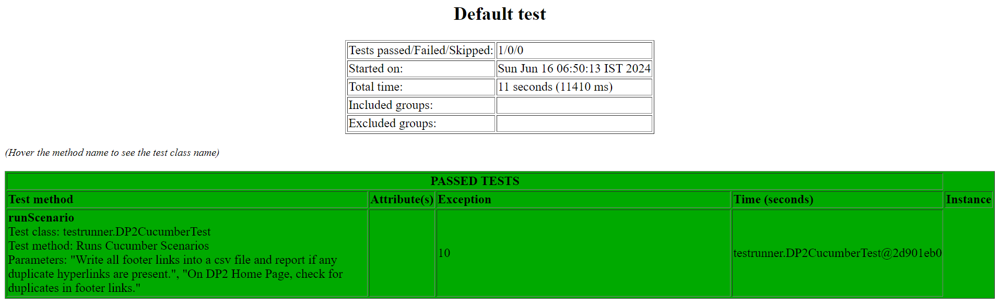 Default test
Tests passed/Failed/Skipped: 1/0/0
Started on: Sun Jun 16 06:50:13 IST 2024
Total time: 11 seconds (11410 ms)
Included groups:
Excluded groups:
(Hover the method name to see the test class name)
PASSED TESTS
Test method Attribute(s) Exception Time (seconds) Instance
runScenario
Test class: testrunner.DP2CucumberTest
Test method: Runs Cucumber Scenarios
Parameters: "Write all footer links into a csv file and report if any
duplicate hyperlinks are present.", "On DP2 Home Page, check for
duplicates in footer links."
10
testrunner.DP2CucumberTest@2d901eb0